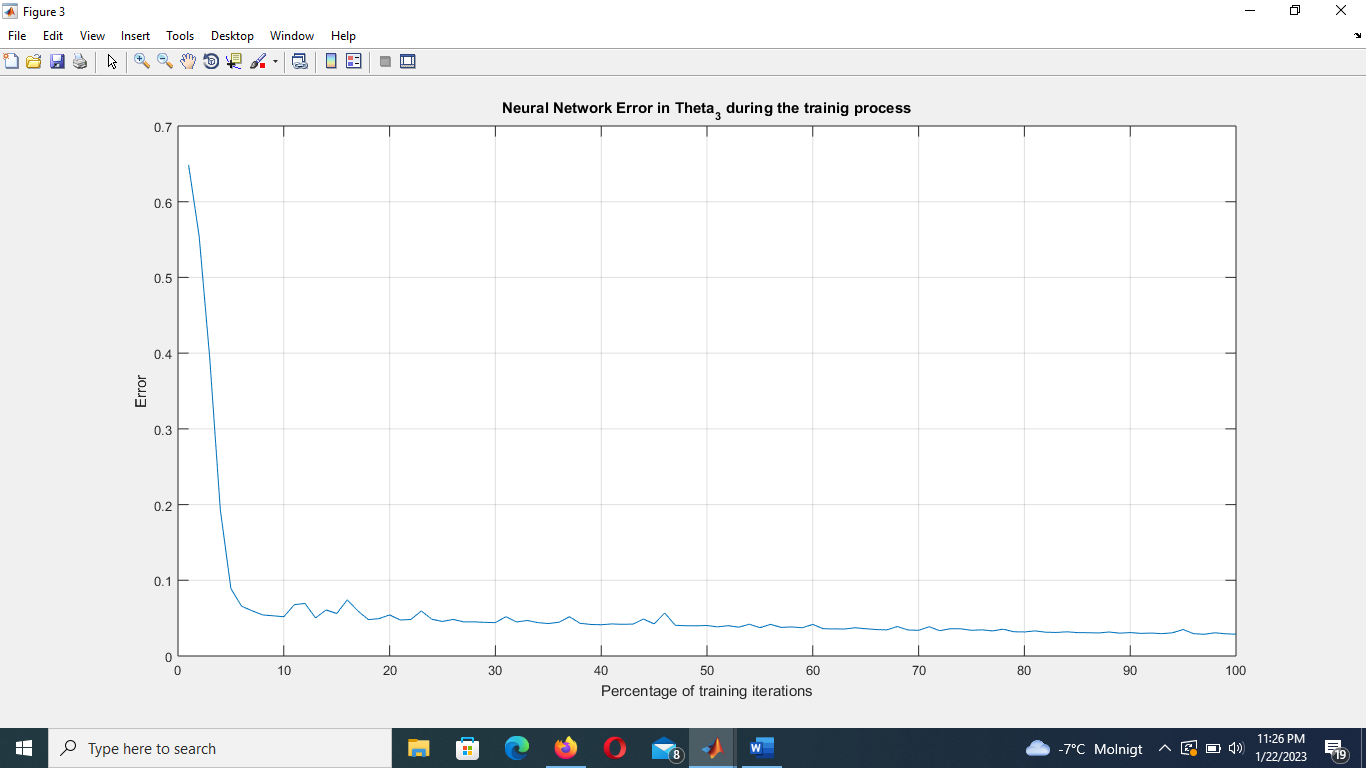 Figure 3
File Edit View Insert Tools Desktop Window Help
Neural Network Error in Theta3 during the trainig process
0.7
0.6
0.5
0.4
0.3
0.2
0.1
0
Error
0 10 20 30 40 50 60 70 80 90 100
Percentage of training iterations
Type here to search
8
W
-7°C Molnigt
11:26 PM
1/22/2023
19